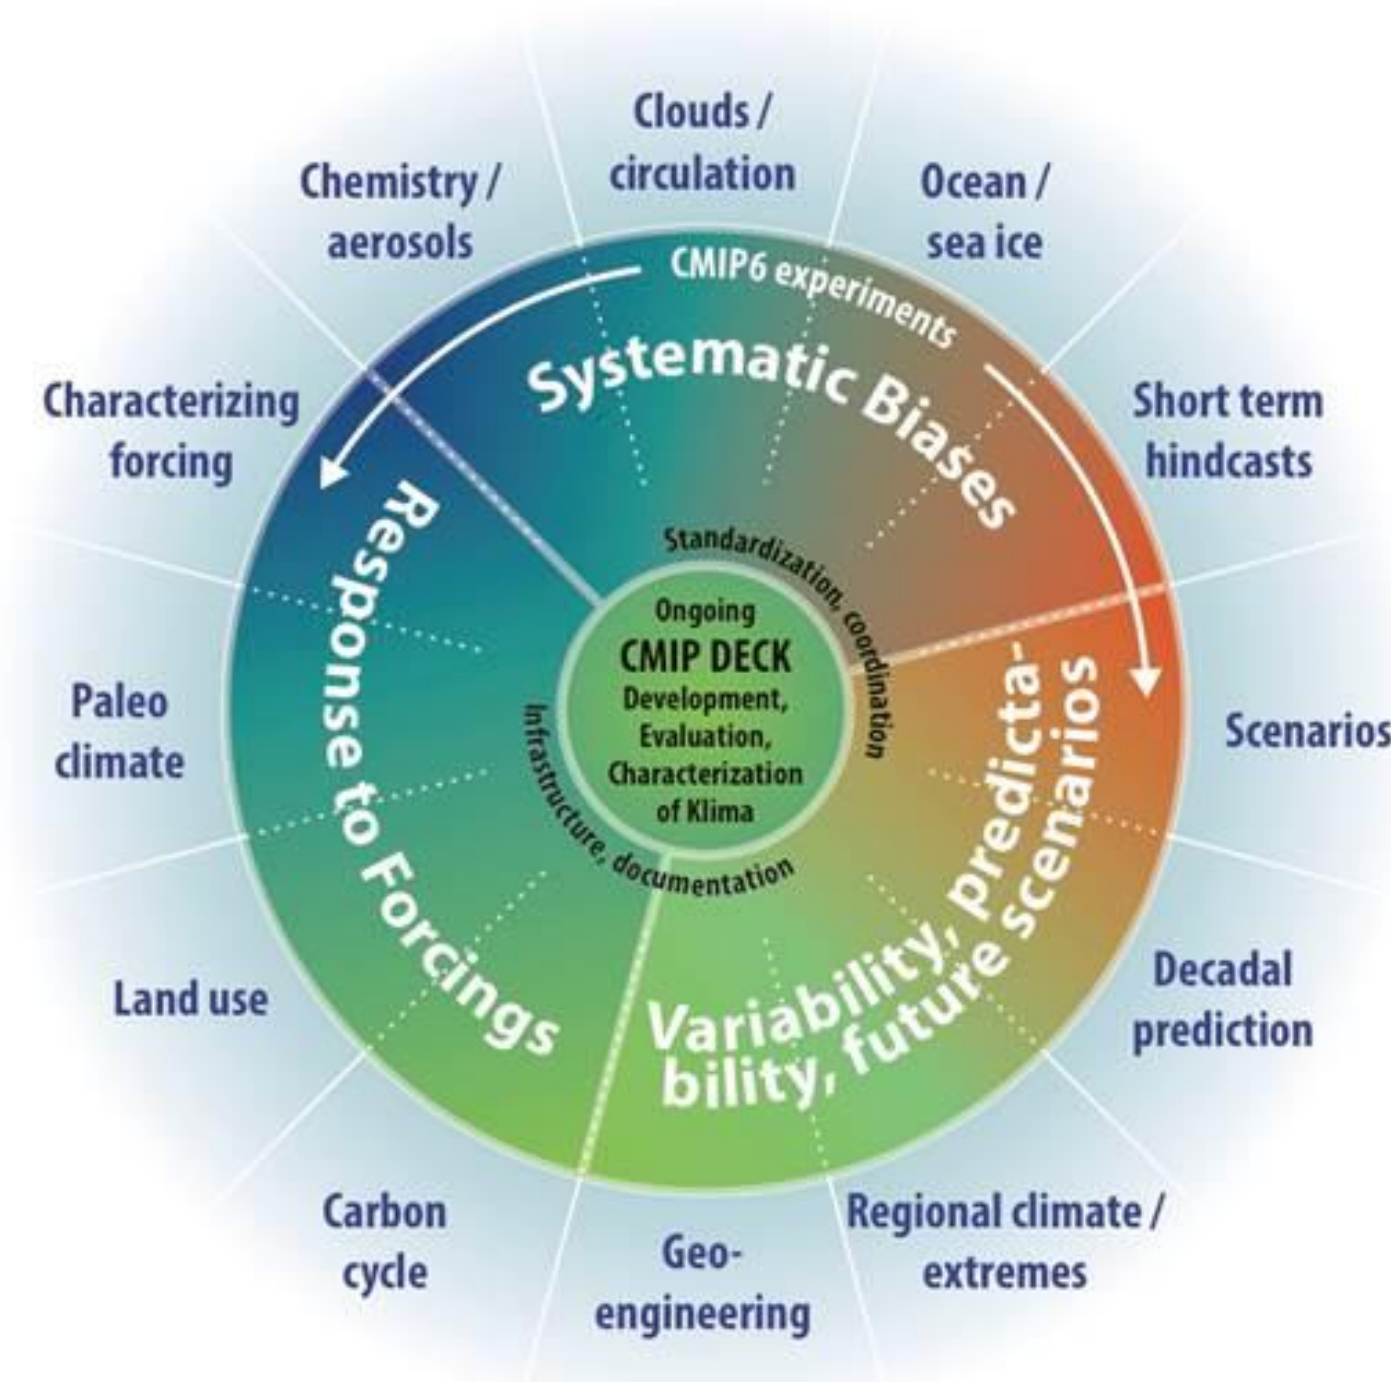 Clouds /
circulation
Chemistry /
aerosols
Ocean /
sea ice
CMIP6 experiments
Systematic Biases
Characterizing
forcing
Short term
hindcasts
Response to Forcings
Standardization, coordination
Ongoing
CMIP DECK
Development,
Evaluation,
Characterization
of Klima
Infrastructure, documentation
Variability, predicta-
bility, future scenarios
Paleo
climate
Scenarios
Land use
Decadal
prediction
Carbon
cycle
Geo-
engineering
Regional climate /
extremes